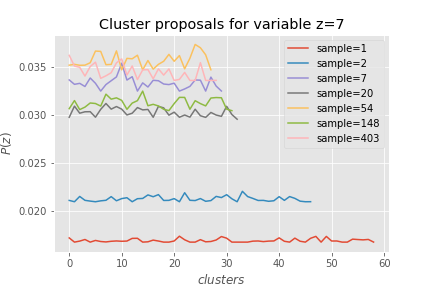 Cluster proposals for variable z=7
P(z)
0.035
0.030
0.025
0.020
0
10
20
30
40
50
60
clusters
sample=1
sample=2
sample=7
sample=20
sample=54
sample=148
sample=403